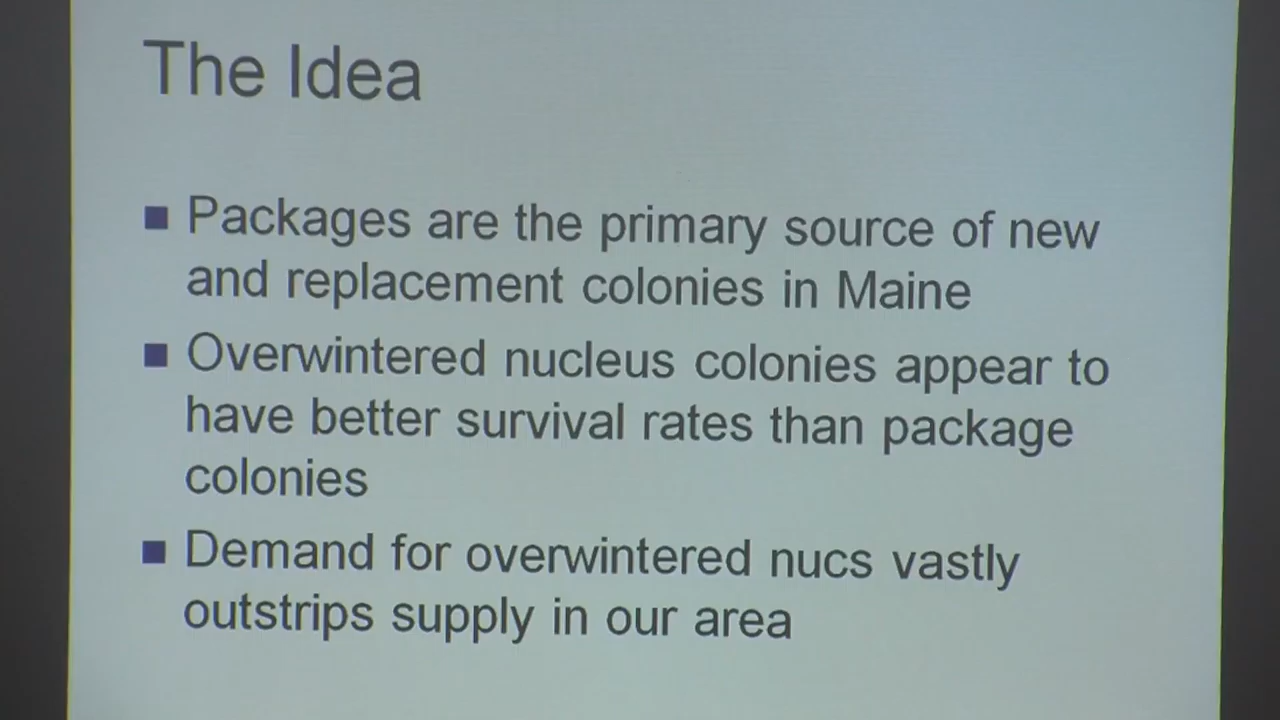 The Idea
Packages are the primary source of new
and replacement colonies in Maine
Overwintered nucleus colonies appear to
have better survival rates than package
colonies
Demand for overwintered nucs vastly
outstrips supply in our area